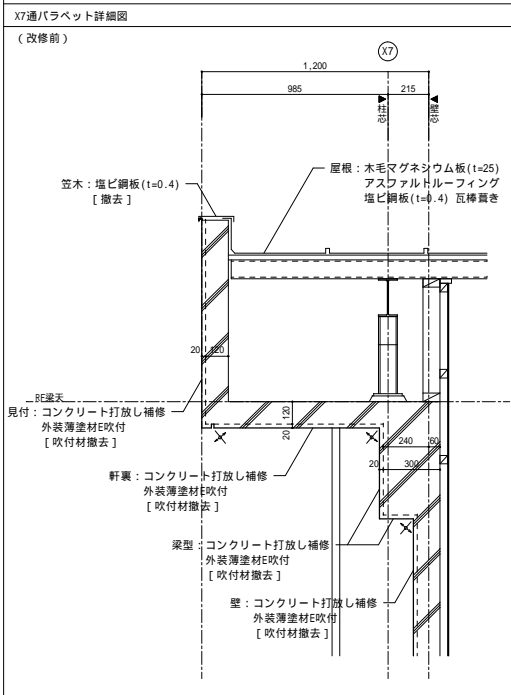 X7通パラペット詳細図
(改修前)
X7
1,200
985
215
柱芯
壁芯
笠木：塩ビ鋼板(t=0.4)
[撤去]
屋根：木毛マグネシウム板(t=25)
アスファルトルーフィング
塩ビ鋼板(t=0.4) 瓦棒葺き
20
120
RF梁天
見付：コンクリート打放し補修
外装薄塗材E吹付
[吹付材撤去]
120
20
240
60
20
300
軒裏：コンクリート打放し補修
外装薄塗材E吹付
[吹付材撤去]
梁型：コンクリート打放し補修
外装薄塗材E吹付
[吹付材撤去]
壁：コンクリート打放し補修
外装薄塗材E吹付
[吹付材撤去]